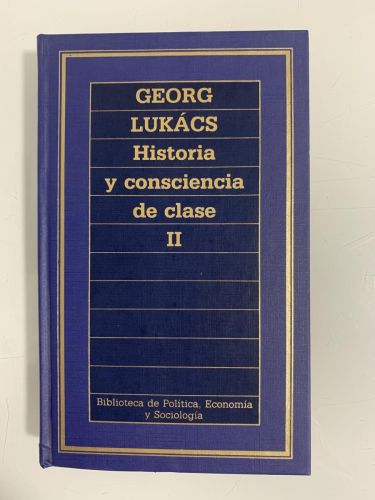 GEORG
LUKÁCS
Historia
y consciencia
de clase
II
Biblioteca de Política, Economía
y Sociología